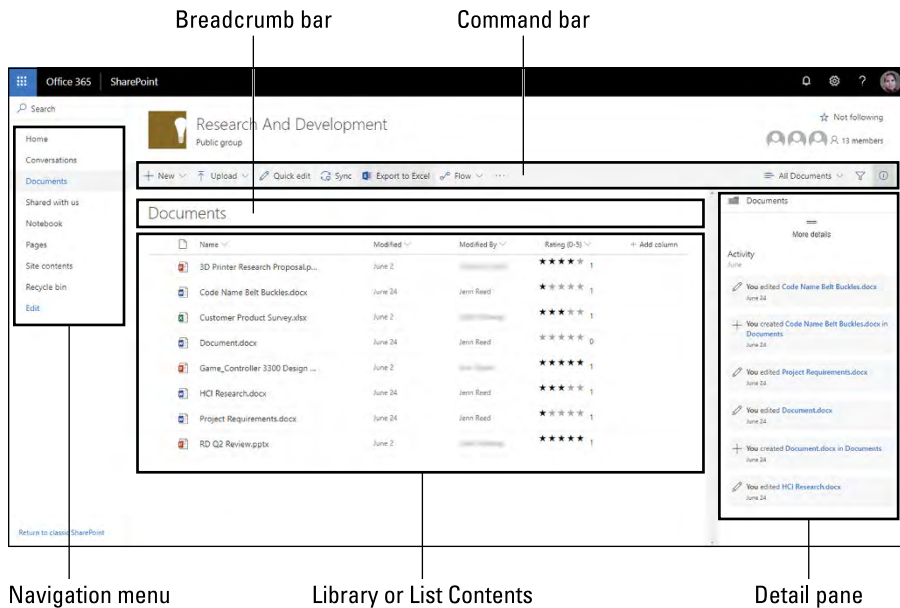 Breadcrumb bar
Command bar
Office 365
SharePoint
?
Search
Research And Development
Public group
Not following
13 members
Home
Conversations
Documents
Shared with us
Notebook
Pages
Site contents
Recycle bin
Edit
+ New
Upload
Quick edit
Sync
Export to Excel
Flow
...
All Documents
Documents
Name
Modified
Modified By
Rating (0-5)
+ Add column
3D Printer Research Proposal.p...
June 2
1
Code Name Belt Buckles.docx
June 24
Jenn Reed
1
Customer Product Survey.xlsx
June 2
1
Document.docx
June 24
Jenn Reed
0
Game_Controller 3300 Design ...
June 2
1
HCI Research.docx
June 24
Jenn Reed
1
Project Requirements.docx
June 24
Jenn Reed
1
RD Q2 Review.pptx
June 2
1
Documents
More details
Activity
June
You edited Code Name Belt Buckles.docx
June 24
You created Code Name Belt Buckles.docx in
Documents
June 24
You edited Project Requirements.docx
June 24
You edited Document.docx
June 24
You created Document.docx in Documents
June 24
You edited HCI Research.docx
June 24
Return to classic SharePoint
Navigation menu
Library or List Contents
Detail pane